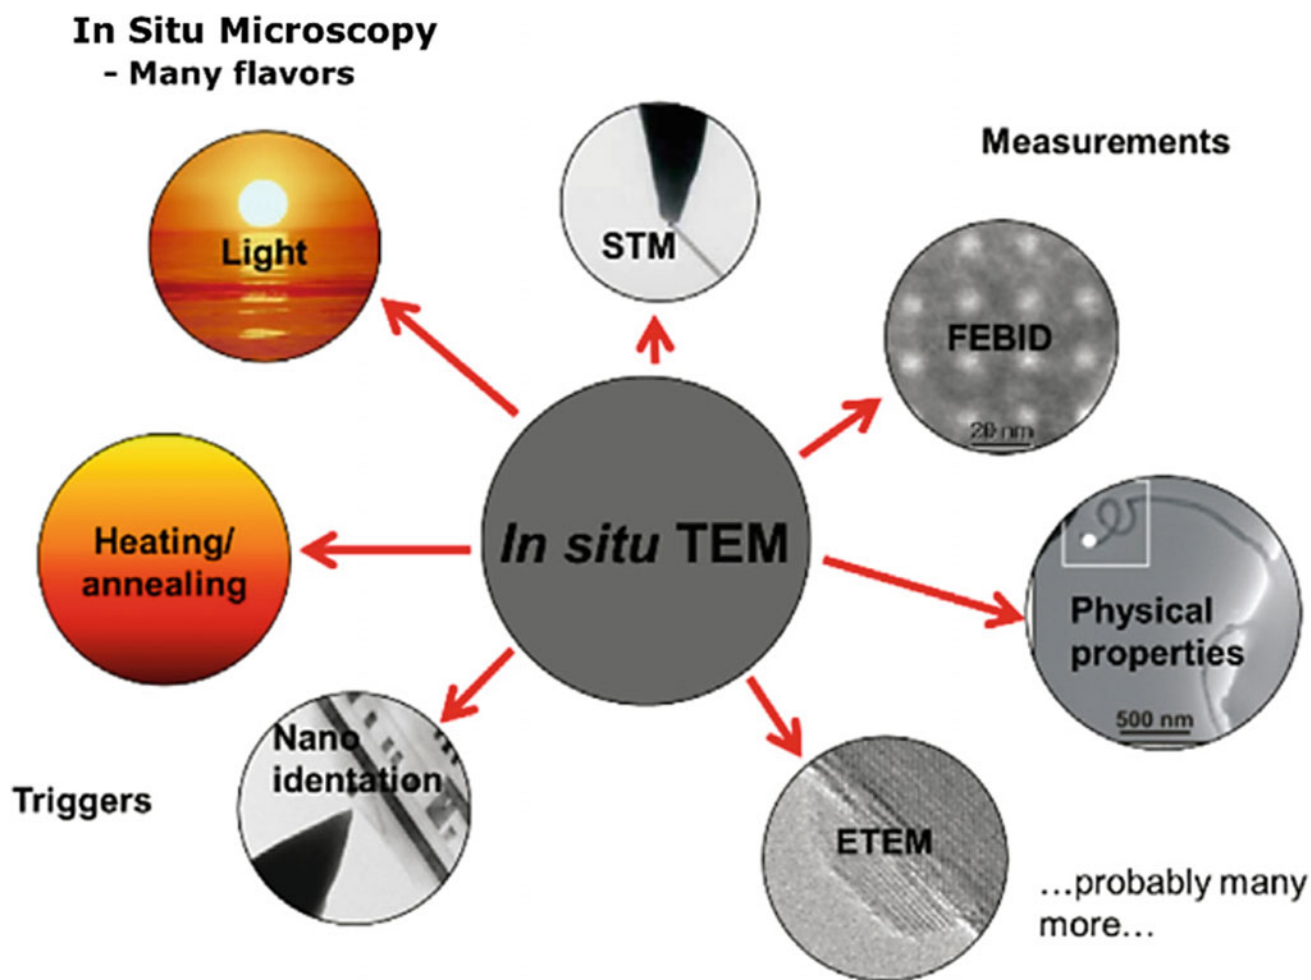 In Situ Microscopy
- Many flavors
Light
STM
Measurements
FEBID
20 nm
Heating/
annealing
In situ TEM
Physical
properties
500 nm
Nano
identation
Triggers
ETEM
...probably many
more...